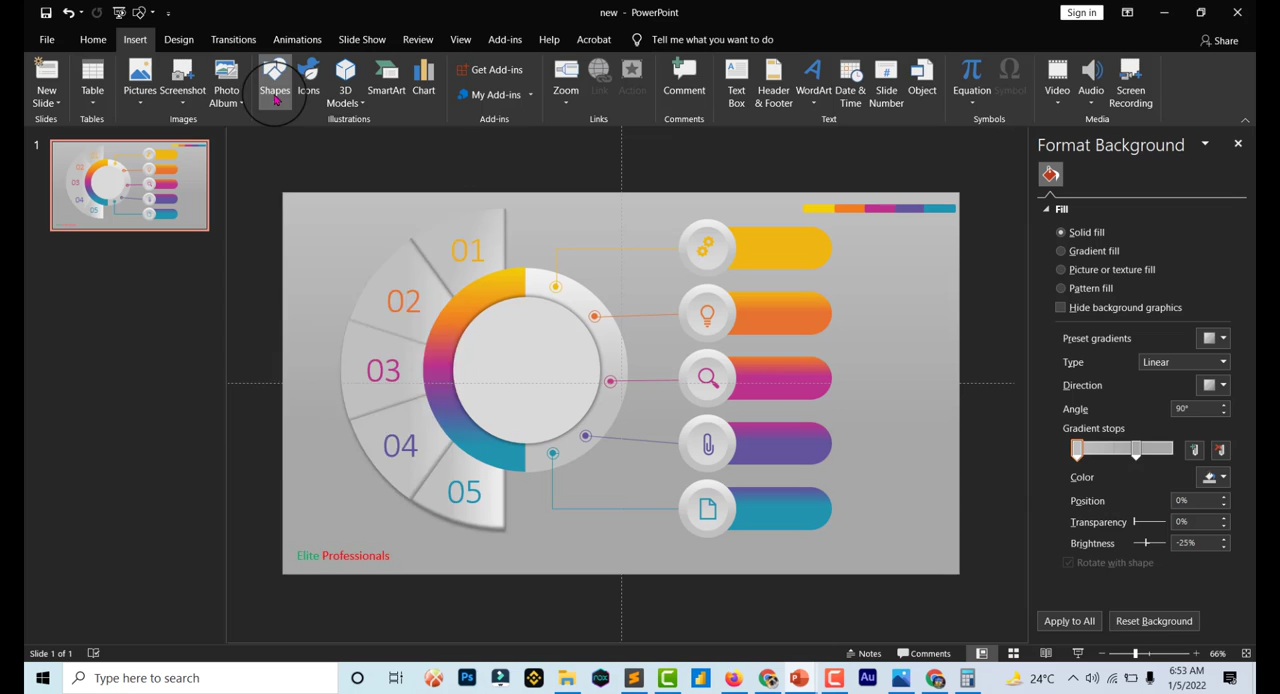 new - PowerPoint
Sign in
File Home Insert Design Transitions Animations Slide Show Review View Add-ins Help Acrobat Tell me what you want to do
Share
New Slide
Table
Pictures
Screenshot
Photo Album
Shapes
Icons
3D Models
SmartArt
Chart
Get Add-ins
My Add-ins
Zoom
Link
Action
Comment
Text Box
Header & Footer
WordArt
Date & Time
Slide Number
Object
Equation
Symbol
Video
Audio
Screen Recording
Slides Tables Images Illustrations Add-ins Links Comments Text Symbols Media
1
01
02
03
04
05
Elite Professionals
Format Background
Fill
Solid fill
Gradient fill
Picture or texture fill
Pattern fill
Hide background graphics
Preset gradients
Type Linear
Direction
Angle 90°
Gradient stops
Color
Position 0%
Transparency 0%
Brightness -25%
Rotate with shape
Apply to All Reset Background
Slide 1 of 1
Notes Comments 66%
Type here to search
24°C
6:53 AM
1/5/2022